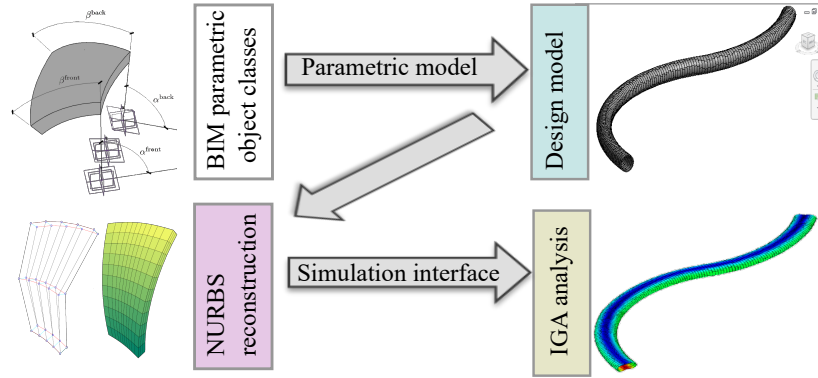 β^back
β^front
α^back
α^front
BIM parametric
object classes
Parametric model
Design model
NURBS
reconstruction
Simulation interface
IGA analysis